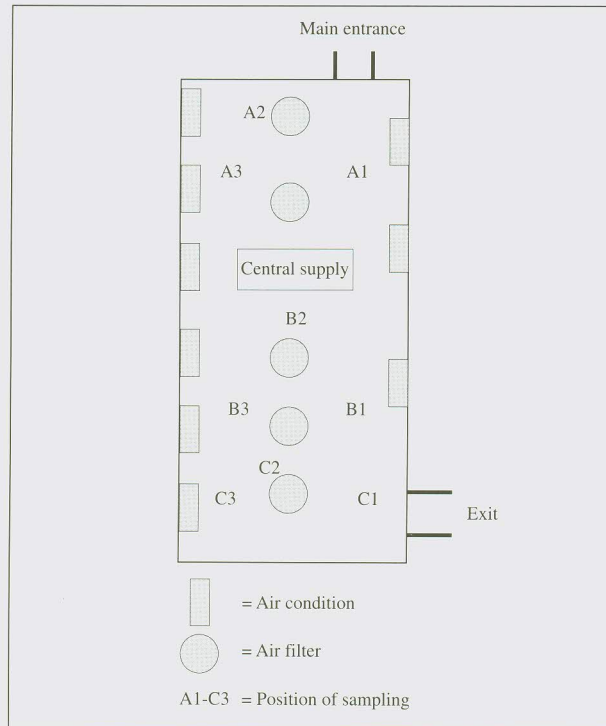 Main entrance
A2
A3
A1
Central supply
B2
B3
B1
C2
C3
C1
Exit
= Air condition
= Air filter
A1-C3 = Position of sampling